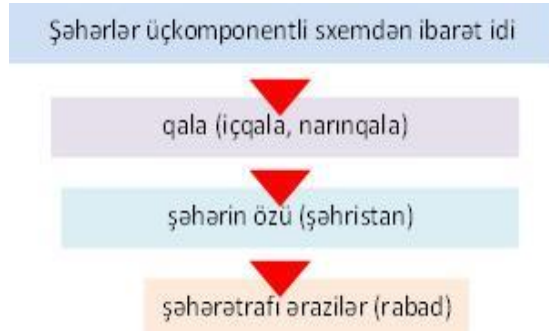 Şəhərlər üçkomponentli sxemdən ibarət idi
qala (içqala, narınqala)
şəhərin özü (şəhristan)
şəhərətrafı ərazilər (rabad)